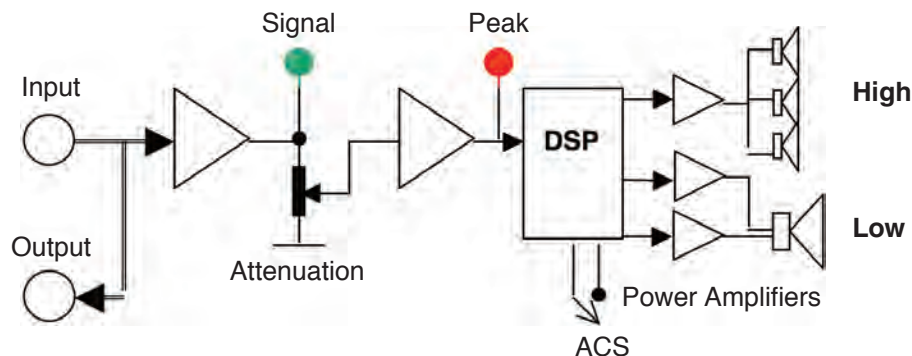 Signal
Peak
Input
High
DSP
Output
Low
Attenuation
Power Amplifiers
ACS